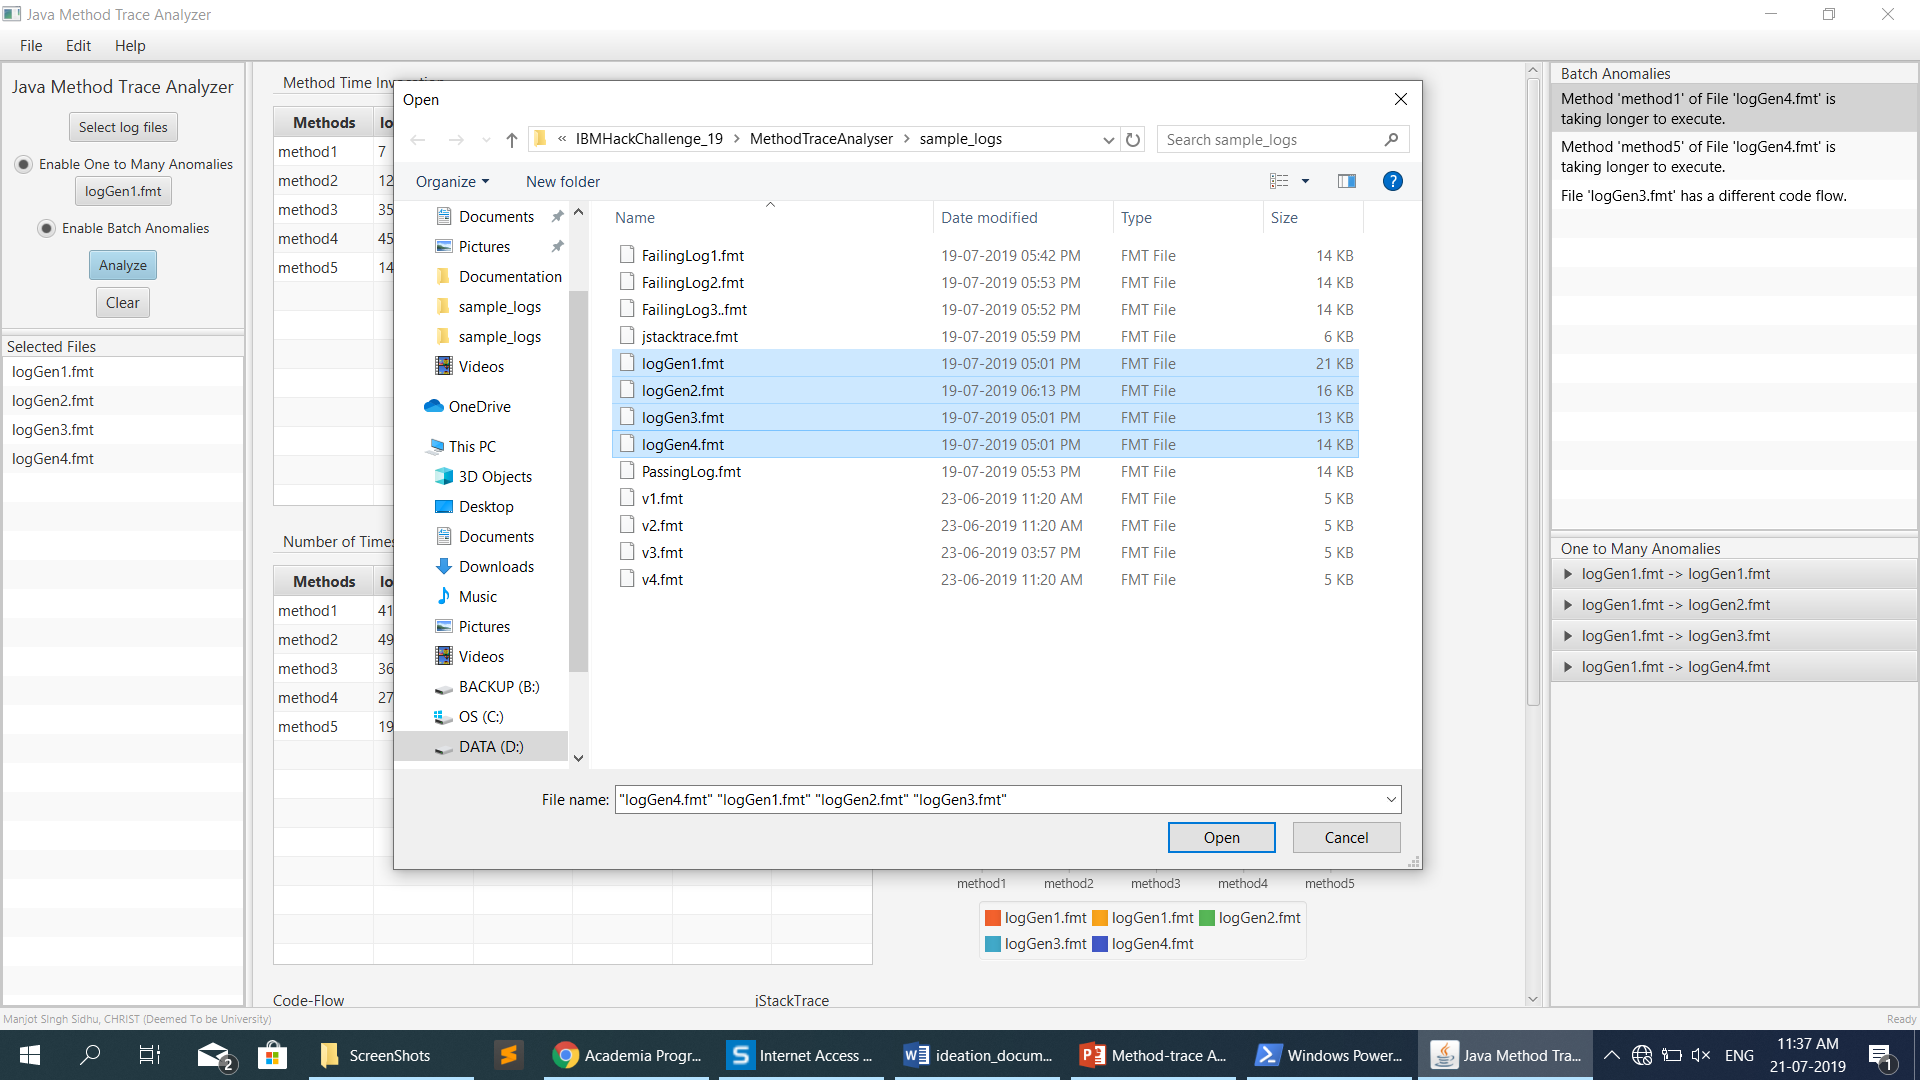 Java Method Trace Analyzer
File Edit Help
Java Method Trace Analyzer
Select log files
Enable One to Many Anomalies
logGen1.fmt
Enable Batch Anomalies
Analyze
Clear
Selected Files
logGen1.fmt
logGen2.fmt
logGen3.fmt
logGen4.fmt
Method Time
Methods lo
method1 7
method2 12
method3 35
method4 45
method5 14
Number of Times
Methods lo
method1 41
method2 49
method3 36
method4 27
method5 19
Open
« IBMHackChallenge_19 > MethodTraceAnalyser > sample_logs
Search sample_logs
Organize New folder
Documents
Pictures
Documentation
sample_logs
sample_logs
Videos
OneDrive
This PC
3D Objects
Desktop
Documents
Downloads
Music
Pictures
Videos
BACKUP (B:)
OS (C:)
DATA (D:)
Name Date modified Type Size
FailingLog1.fmt 19-07-2019 05:42 PM FMT File 14 KB
FailingLog2.fmt 19-07-2019 05:53 PM FMT File 14 KB
FailingLog3..fmt 19-07-2019 05:52 PM FMT File 14 KB
jstacktrace.fmt 19-07-2019 05:59 PM FMT File 6 KB
logGen1.fmt 19-07-2019 05:01 PM FMT File 21 KB
logGen2.fmt 19-07-2019 06:13 PM FMT File 16 KB
logGen3.fmt 19-07-2019 05:01 PM FMT File 13 KB
logGen4.fmt 19-07-2019 05:01 PM FMT File 14 KB
PassingLog.fmt 19-07-2019 05:53 PM FMT File 14 KB
v1.fmt 23-06-2019 11:20 AM FMT File 5 KB
v2.fmt 23-06-2019 11:20 AM FMT File 5 KB
v3.fmt 23-06-2019 03:57 PM FMT File 5 KB
v4.fmt 23-06-2019 11:20 AM FMT File 5 KB
File name: "logGen4.fmt" "logGen1.fmt" "logGen2.fmt" "logGen3.fmt"
Open Cancel
method1 method2 method3 method4 method5
logGen1.fmt logGen1.fmt logGen2.fmt
logGen3.fmt logGen4.fmt
Code-Flow jStackTrace
Batch Anomalies
Method 'method1' of File 'logGen4.fmt' is
taking longer to execute.
Method 'method5' of File 'logGen4.fmt' is
taking longer to execute.
File 'logGen3.fmt' has a different code flow.
One to Many Anomalies
logGen1.fmt -> logGen1.fmt
logGen1.fmt -> logGen2.fmt
logGen1.fmt -> logGen3.fmt
logGen1.fmt -> logGen4.fmt
Manjot SIngh Sidhu, CHRIST (Deemed To be University) Ready
2 ScreenShots Academia Progr... Internet Access ... ideation_docum... Method-trace A... Windows Power... Java Method Tra... ENG 11:37 AM
21-07-2019 1